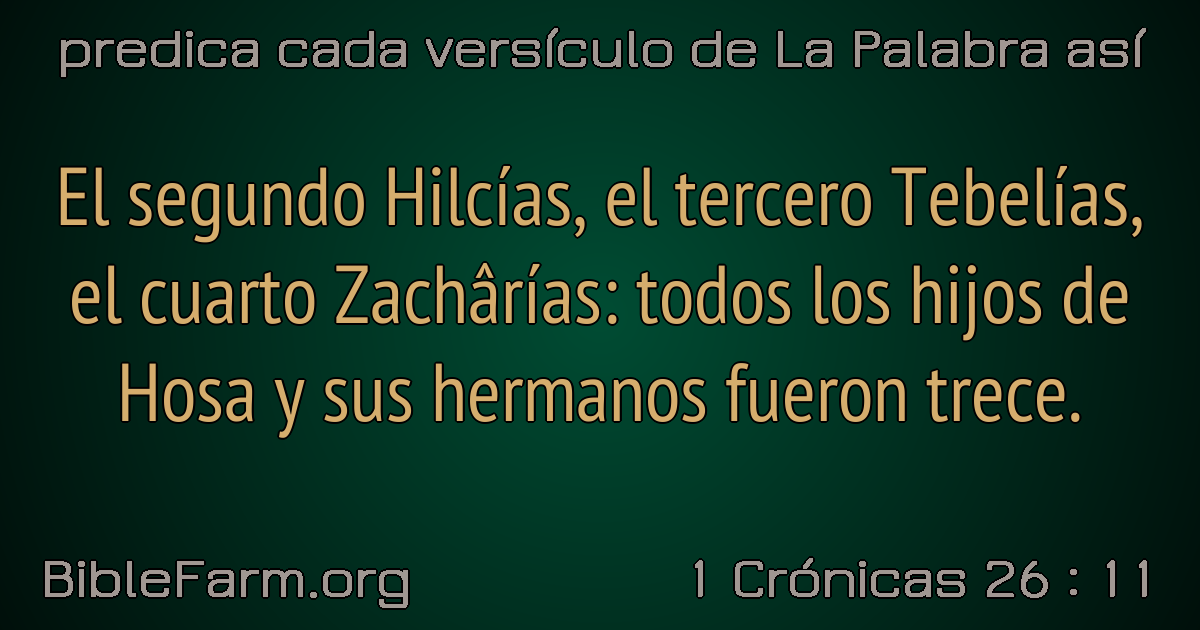 predica cada versículo de La Palabra así
El segundo Hilcías, el tercero Tebelías,
el cuarto Zachârías: todos los hijos de
Hosa y sus hermanos fueron trece.
BibleFarm.org
1 Crónicas 26 : 11